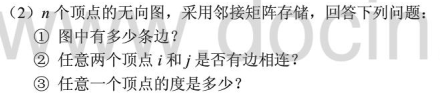 （2）n 个顶点的无向图，采用邻接矩阵存储，回答下列问题：
① 图中有多少条边？
② 任意两个顶点 i 和 j 是否有边相连？
③ 任意一个顶点的度是多少？
www.docin